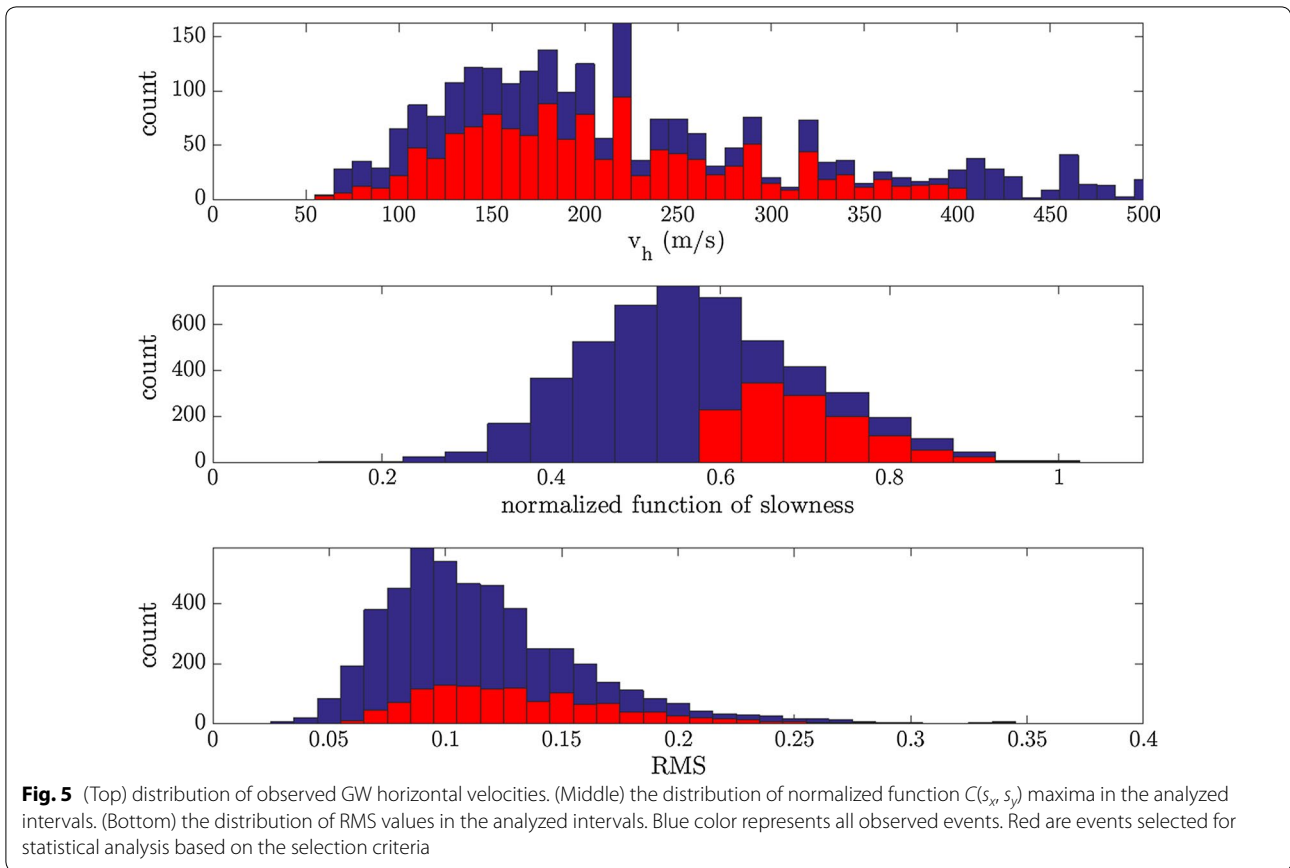 150
100
50
0
count
0 50 100 150 200 250 300 350 400 450 500
v_h (m/s)
600
400
200
0
count
0 0.2 0.4 0.6 0.8 1
normalized function of slowness
400
200
0
count
0 0.05 0.1 0.15 0.2 0.25 0.3 0.35 0.4
RMS
Fig. 5 (Top) distribution of observed GW horizontal velocities. (Middle) the distribution of normalized function C(s_x, s_y) maxima in the analyzed
intervals. (Bottom) the distribution of RMS values in the analyzed intervals. Blue color represents all observed events. Red are events selected for
statistical analysis based on the selection criteria